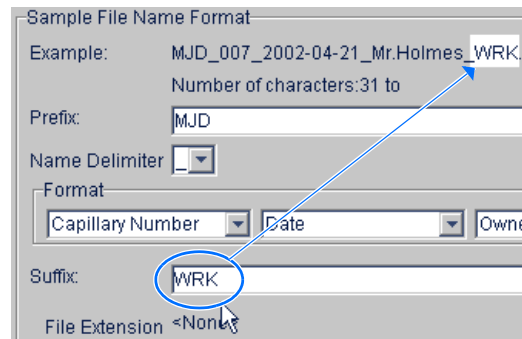 Sample File Name Format
Example: MJD_007_2002-04-21_Mr.Holmes_WRK.
Number of characters:31 to
Prefix: MJD
Name Delimiter _
Format
Capillary Number Date Owne
Suffix: WRK
File Extension <None>